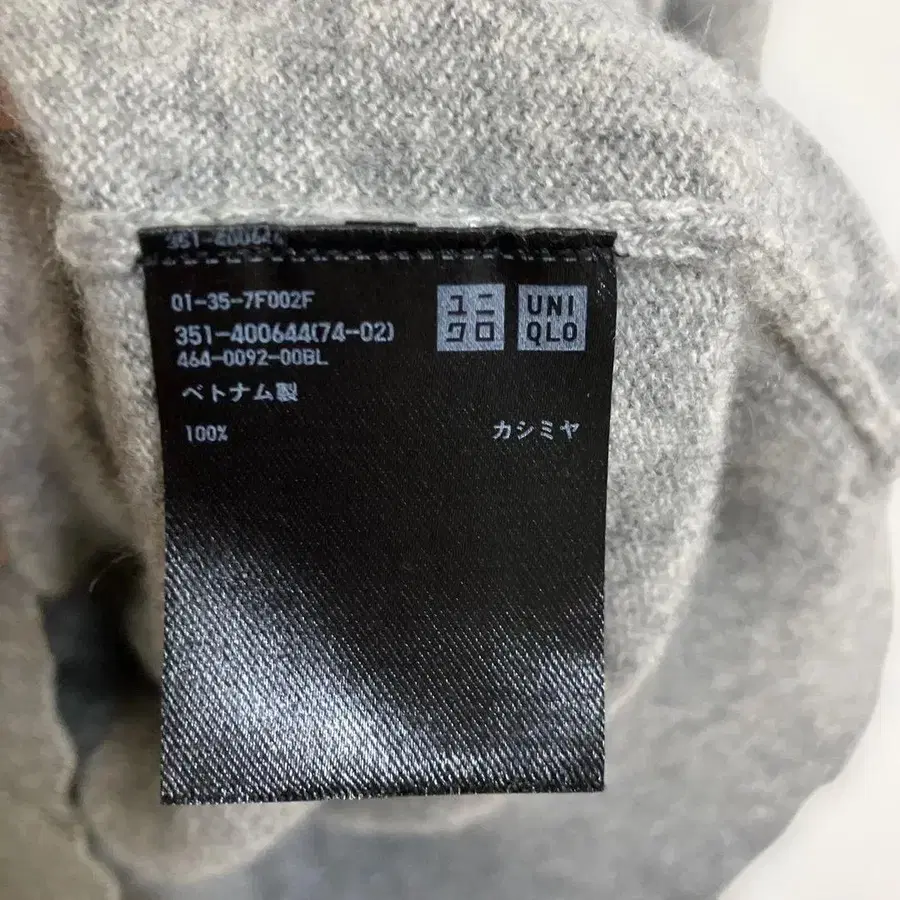 351-400644
01-35-7F002F
ユニクロ UNIQLO
351-400644(74-02)
464-0092-00BL
ベトナム製
100% カシミヤ